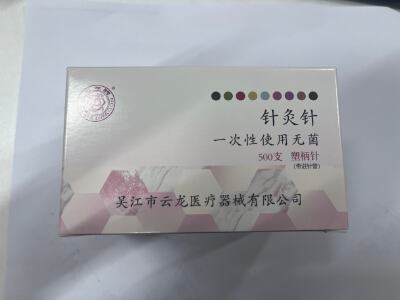 针灸针
一次性使用无菌
500支 塑柄针
(带进针管)
吴江市云龙医疗器械有限公司